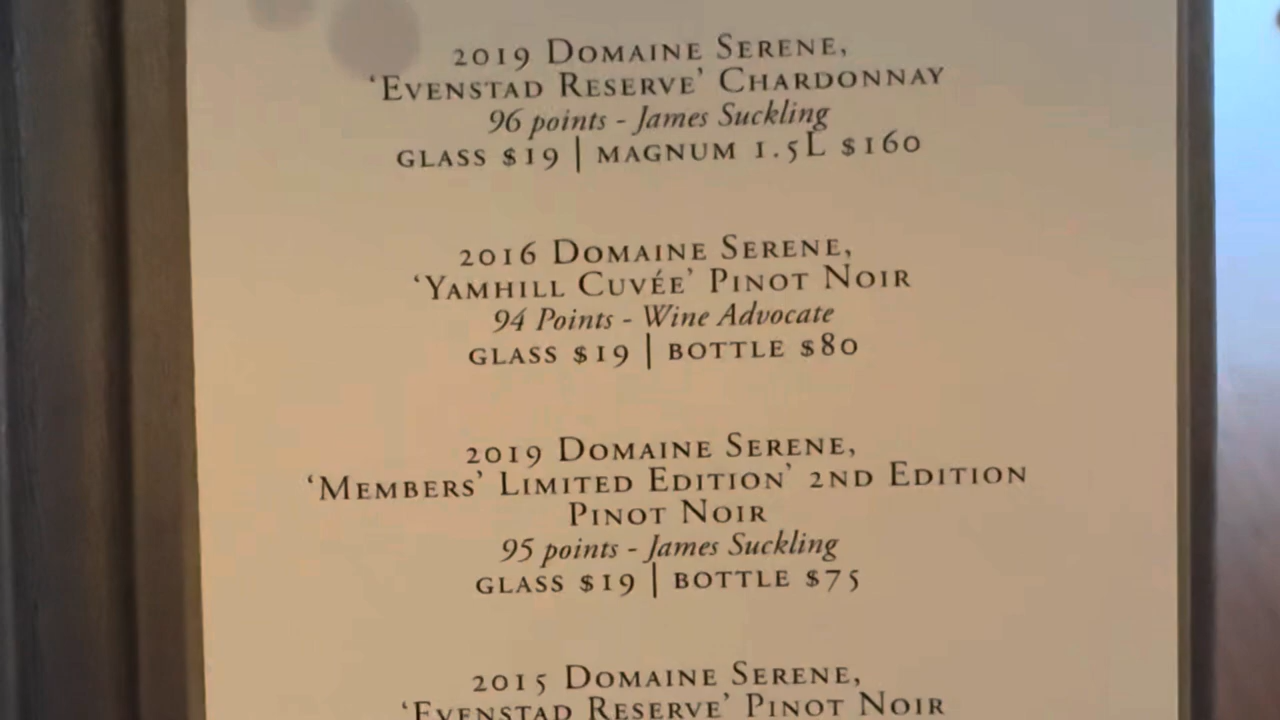 2019 Domaine Serene,
‘Evenstad Reserve’ Chardonnay
96 points - James Suckling
glass $19 | magnum 1.5L $160
2016 Domaine Serene,
‘Yamhill Cuvée’ Pinot Noir
94 Points - Wine Advocate
glass $19 | bottle $80
2019 Domaine Serene,
‘Members’ Limited Edition’ 2nd Edition
Pinot Noir
95 points - James Suckling
glass $19 | bottle $75
2015 Domaine Serene,
‘Evenstad Reserve’ Pinot Noir